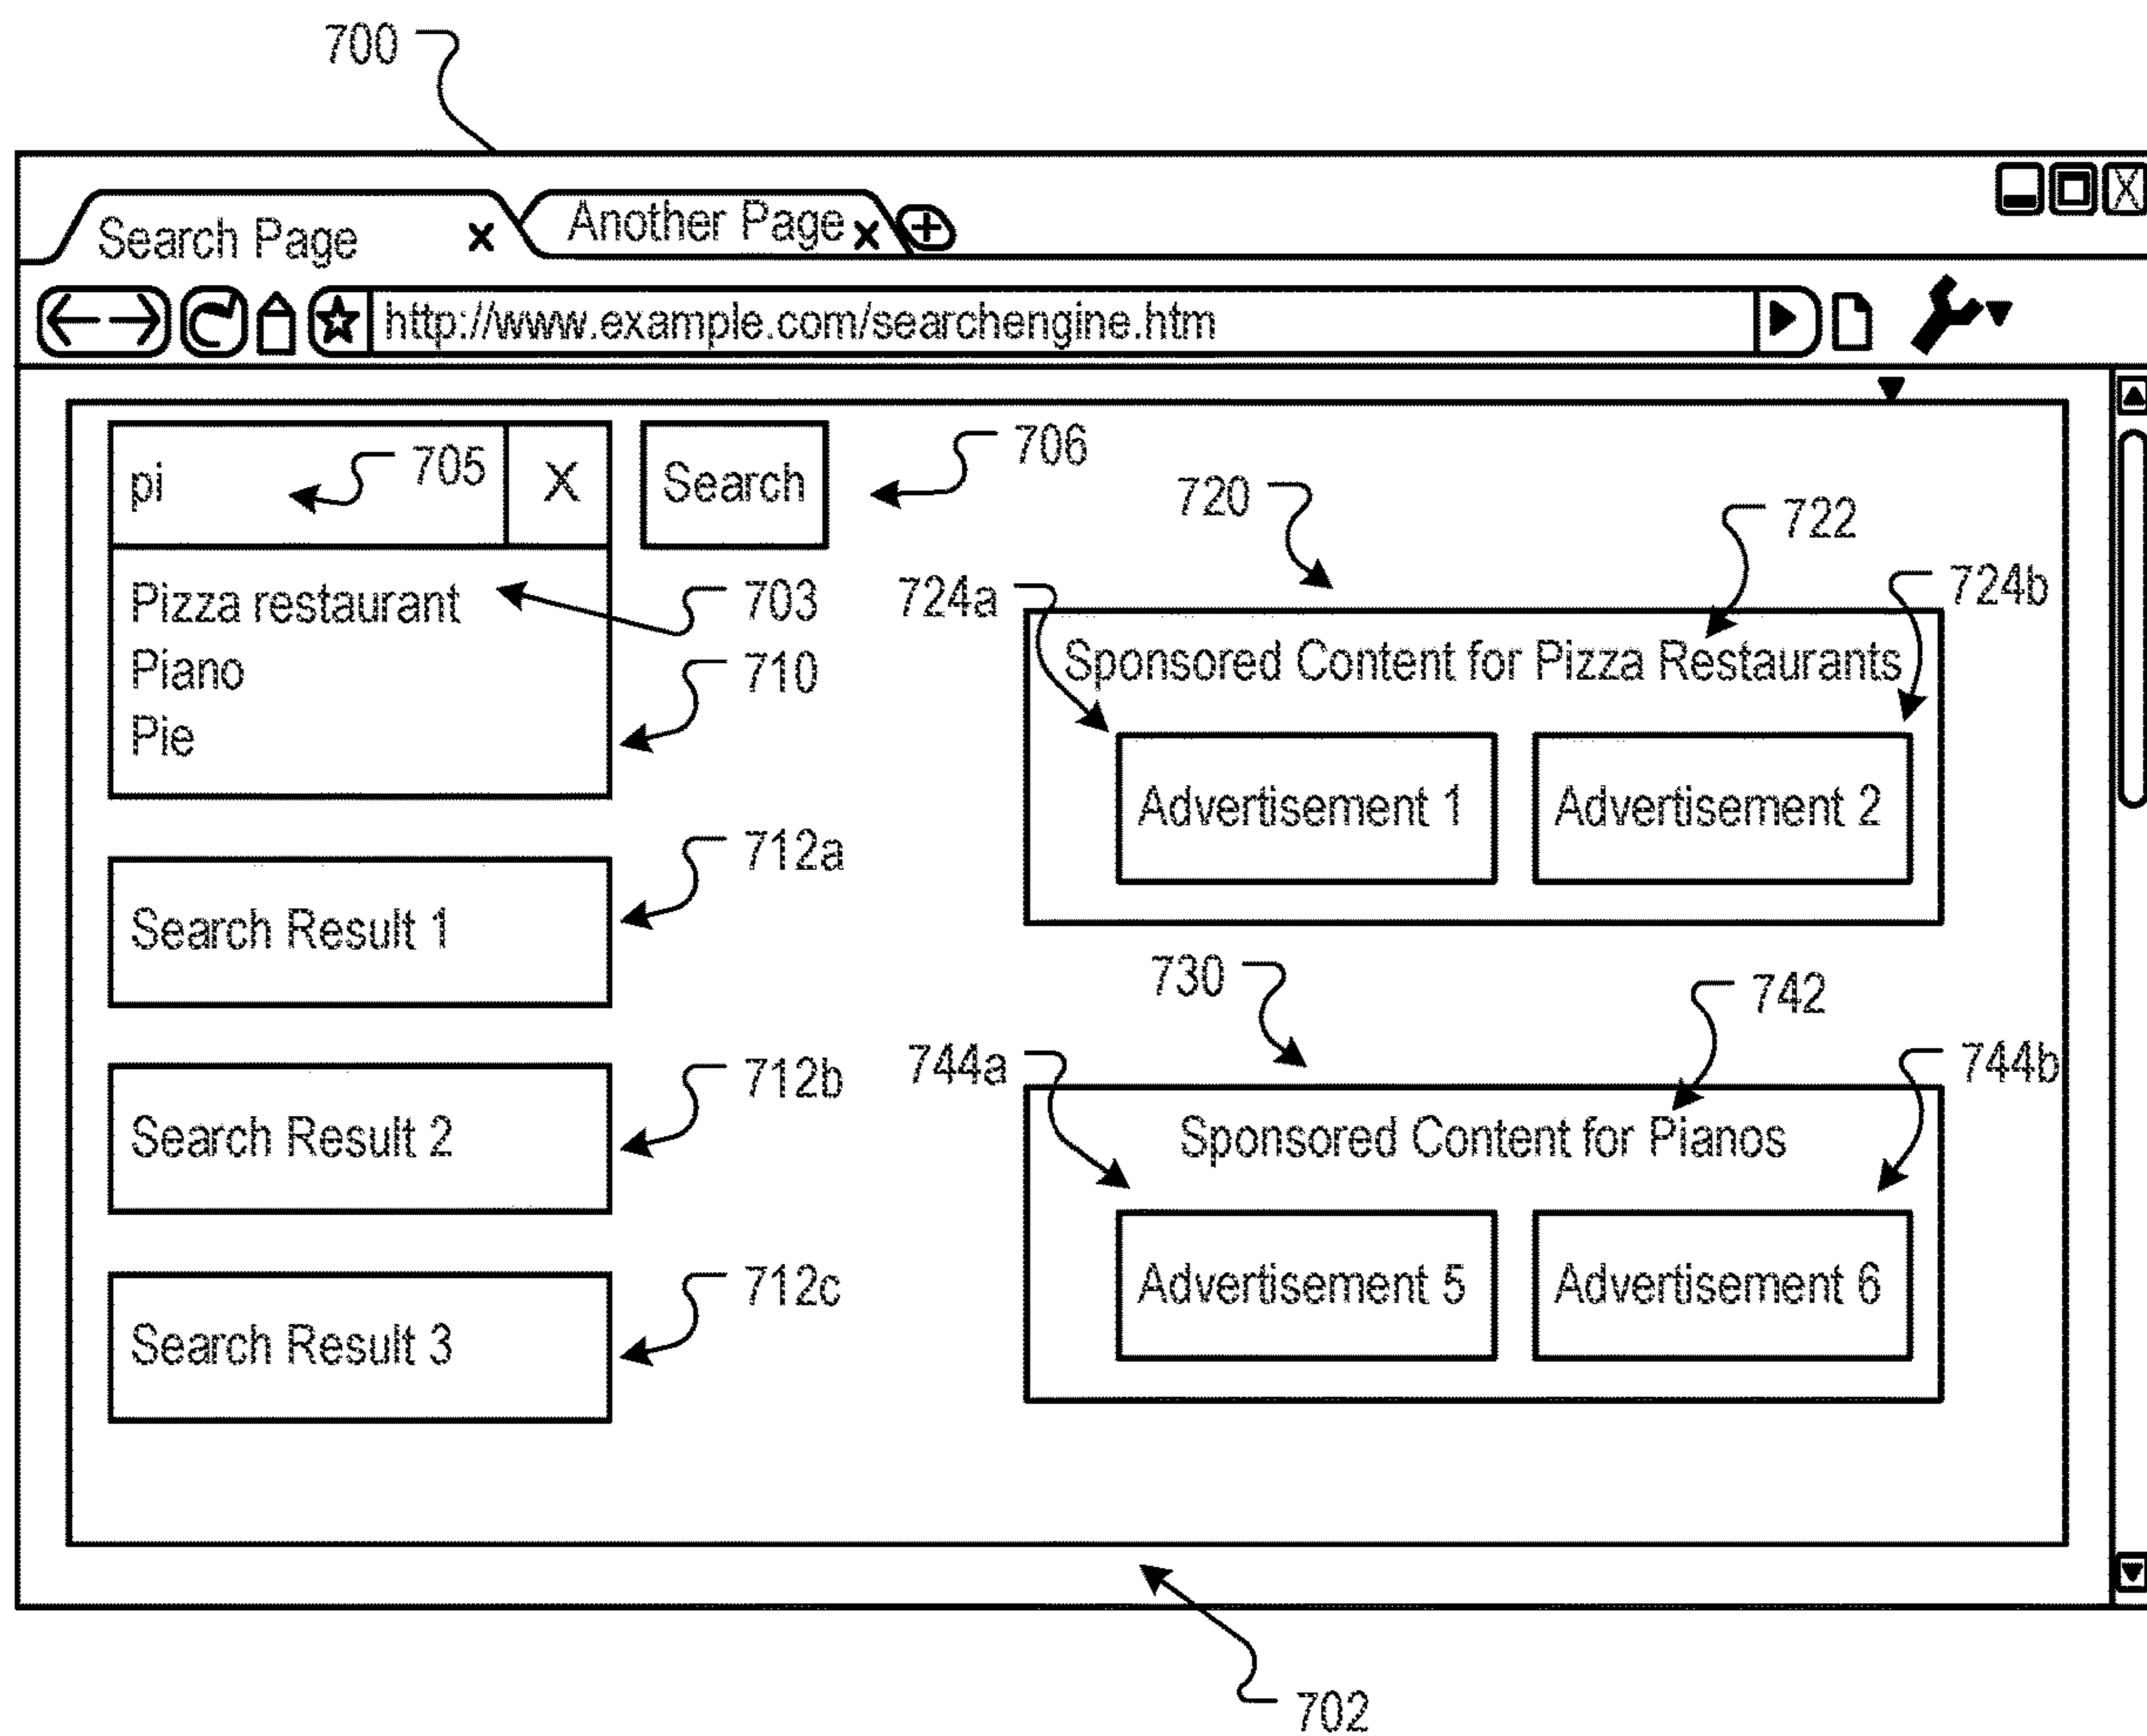 700
Search Page x Another Page x
http://www.example.com/searchengine.htm
pi 705 X Search 706
720
722
Pizza restaurant 703
724a
724b
Piano 710
Pie
Sponsored Content for Pizza Restaurants
Advertisement 1 Advertisement 2
712a
Search Result 1
730
742
712b
744a
744b
Search Result 2
Sponsored Content for Pianos
712c
Advertisement 5 Advertisement 6
Search Result 3
702